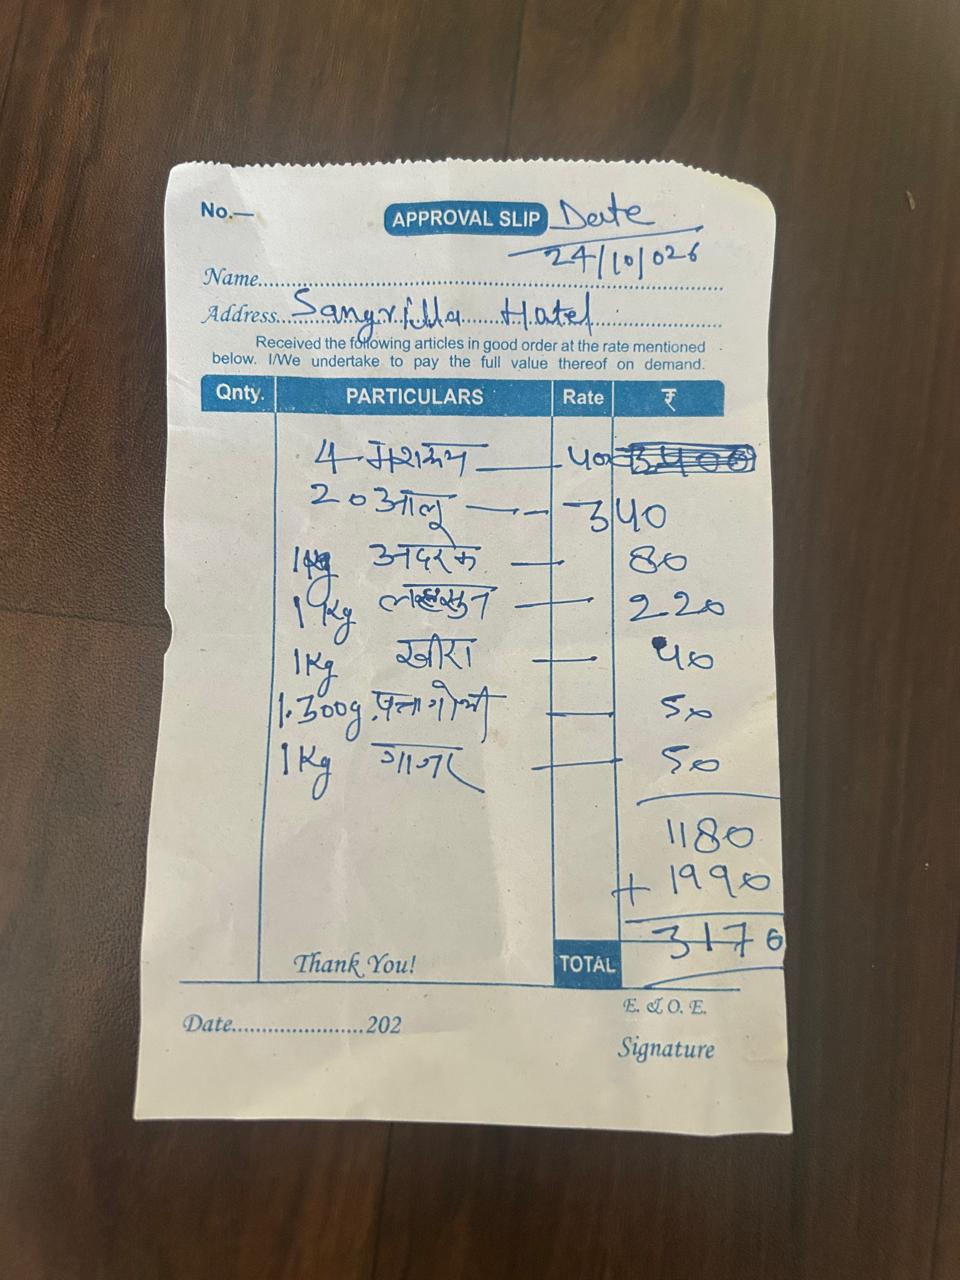 No.—
APPROVAL SLIP Date
24/10/026
Name
Address Sangrilla Hotel
Received the following articles in good order at the rate mentioned
below. I/We undertake to pay the full value thereof on demand.
Qnty. PARTICULARS Rate ₹
4 मशरूम 400
20 आलू 340
1kg अदरक 80
लहसुन 220
1kg खीरा 40
1.300g पत्तागोभी 50
1kg गाजर 50
1180
+ 1990
3170
Thank You! TOTAL
E. & O. E.
Date 202
Signature